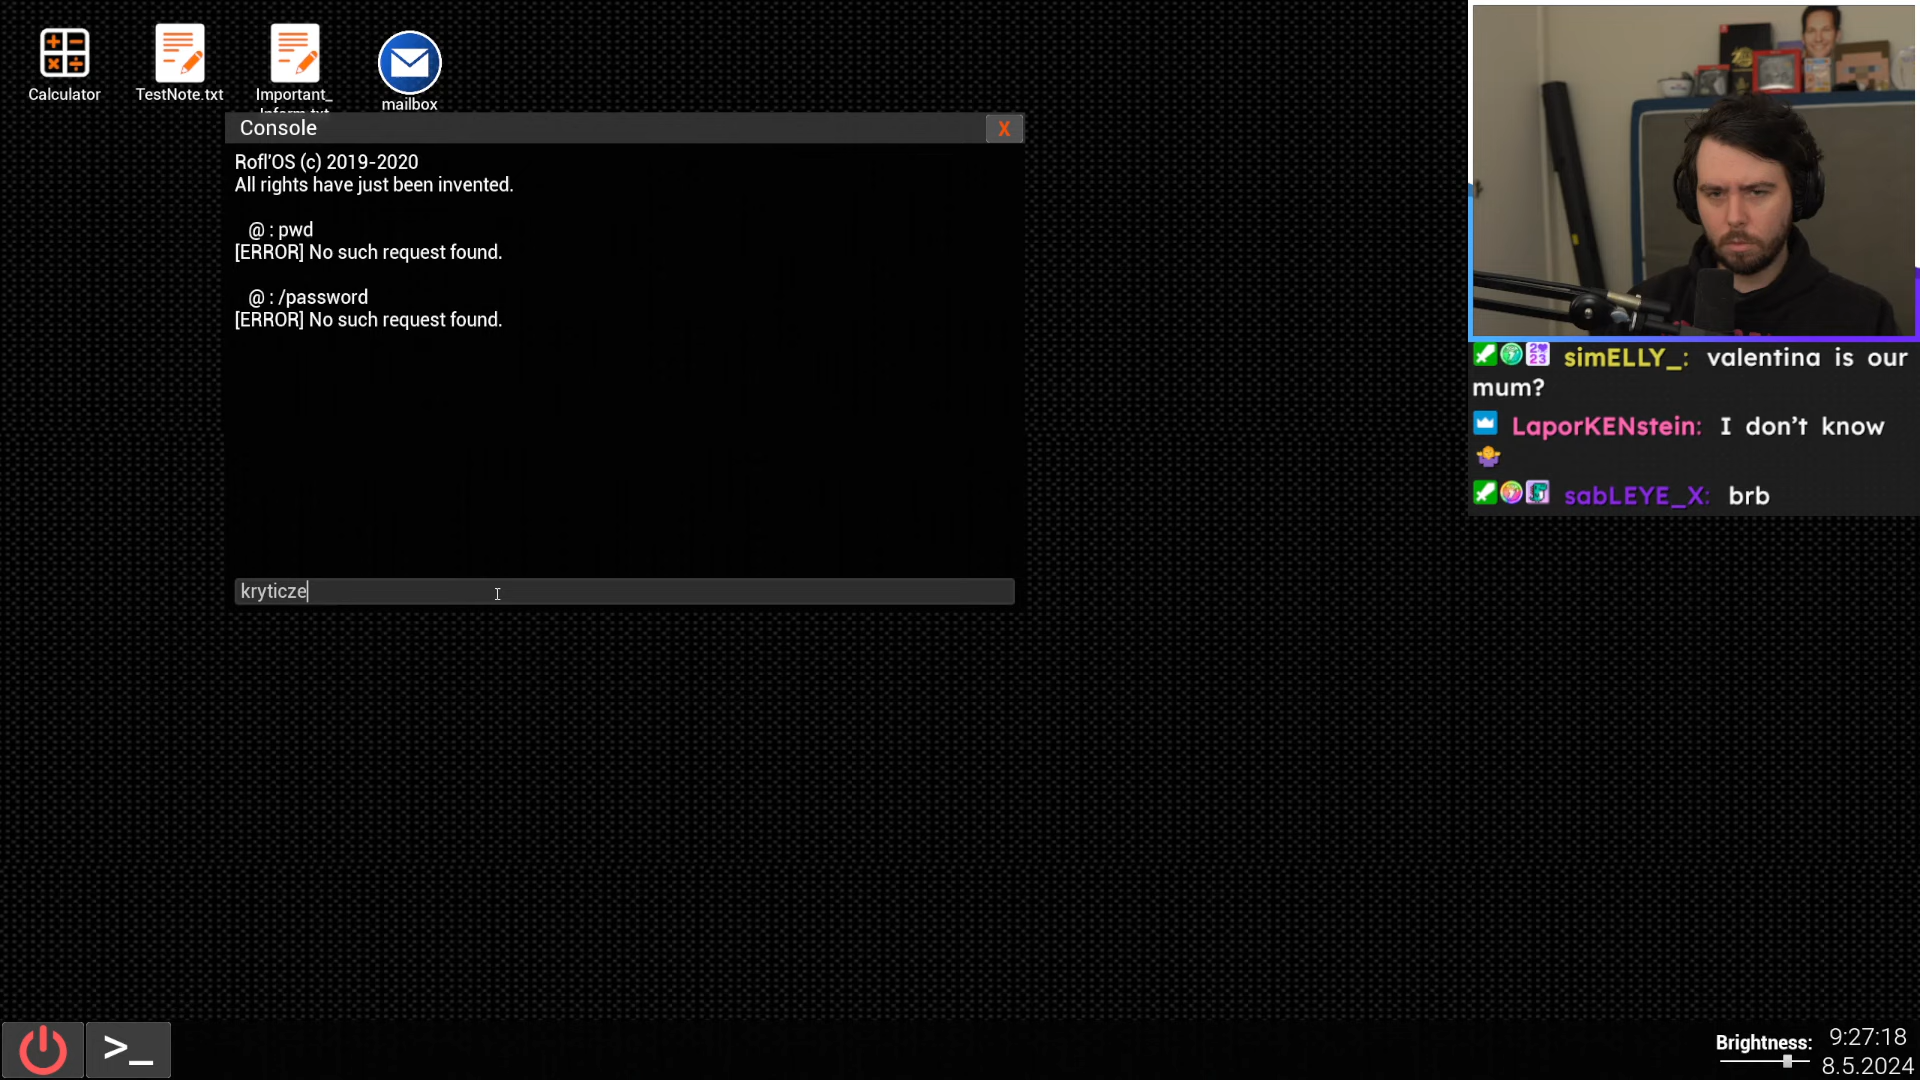 Calculator
TestNote.txt
Important_
Inform.txt
mailbox
Console
X
Rofl'OS (c) 2019-2020
All rights have just been invented.
@ : pwd
[ERROR] No such request found.
@ : /password
[ERROR] No such request found.
kryticze
simELLY_: valentina is our
mum?
LaporKENstein: I don't know
sabLEYE_X: brb
>_
Brightness:
9:27:18
8.5.2024